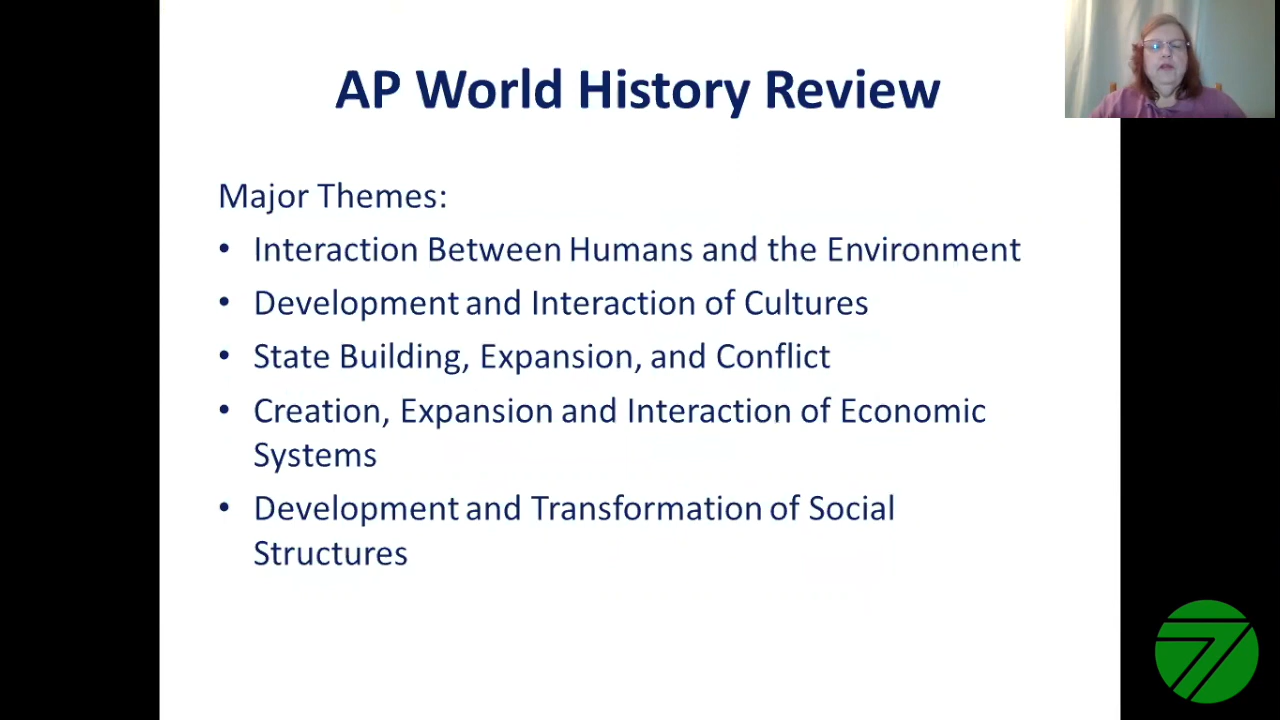 AP World History Review
Major Themes:
• Interaction Between Humans and the Environment
• Development and Interaction of Cultures
• State Building, Expansion, and Conflict
• Creation, Expansion and Interaction of Economic
Systems
• Development and Transformation of Social
Structures
7